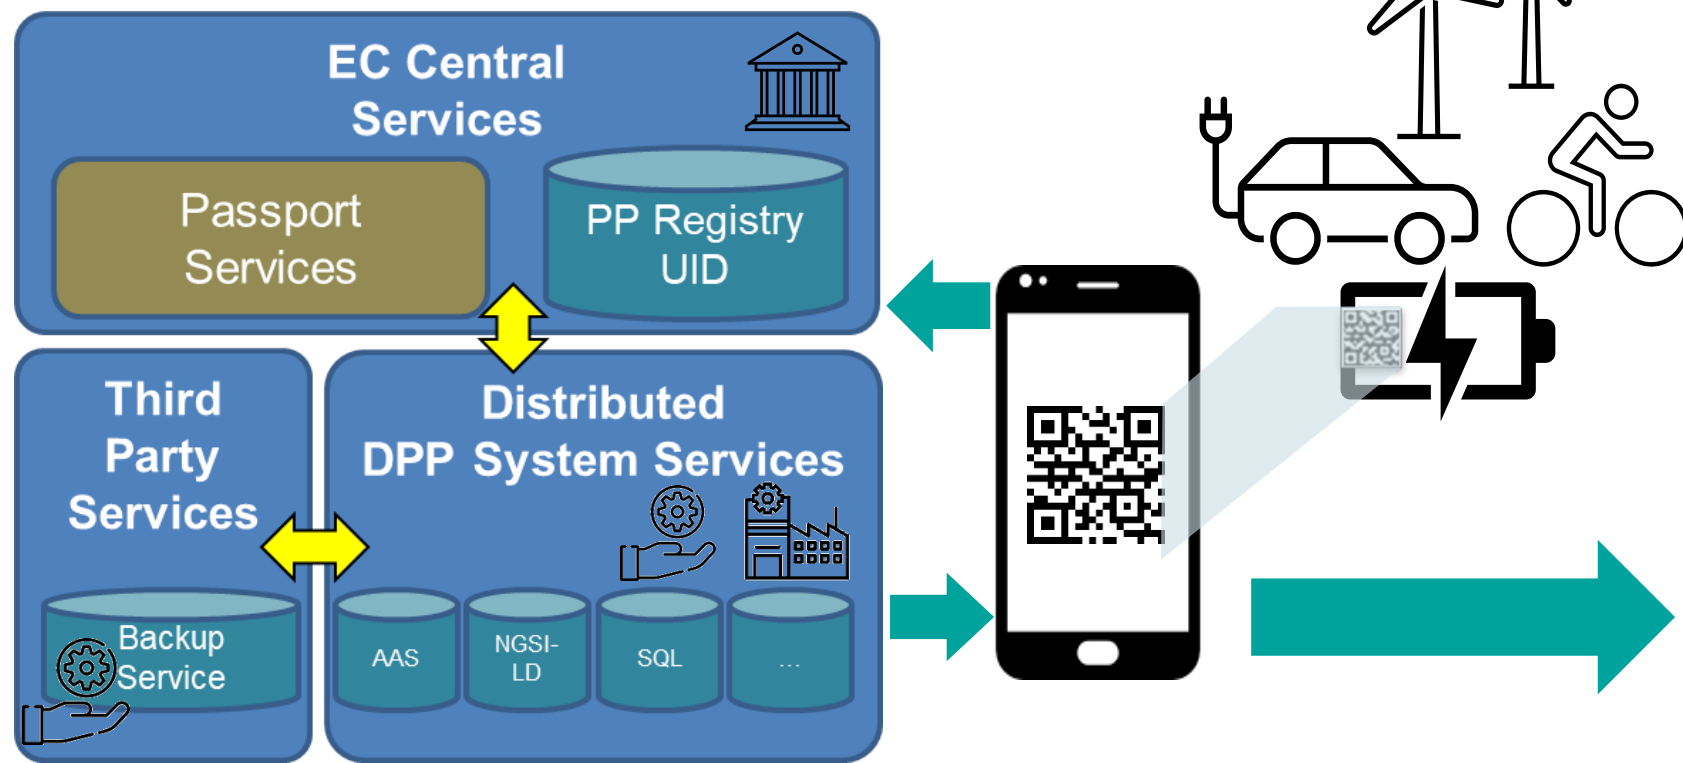 EC Central
Services
Passport
Services
PP Registry
UID
Third
Party
Services
Distributed
DPP System Services
Backup
Service
AAS
NGSI-
LD
SQL
...